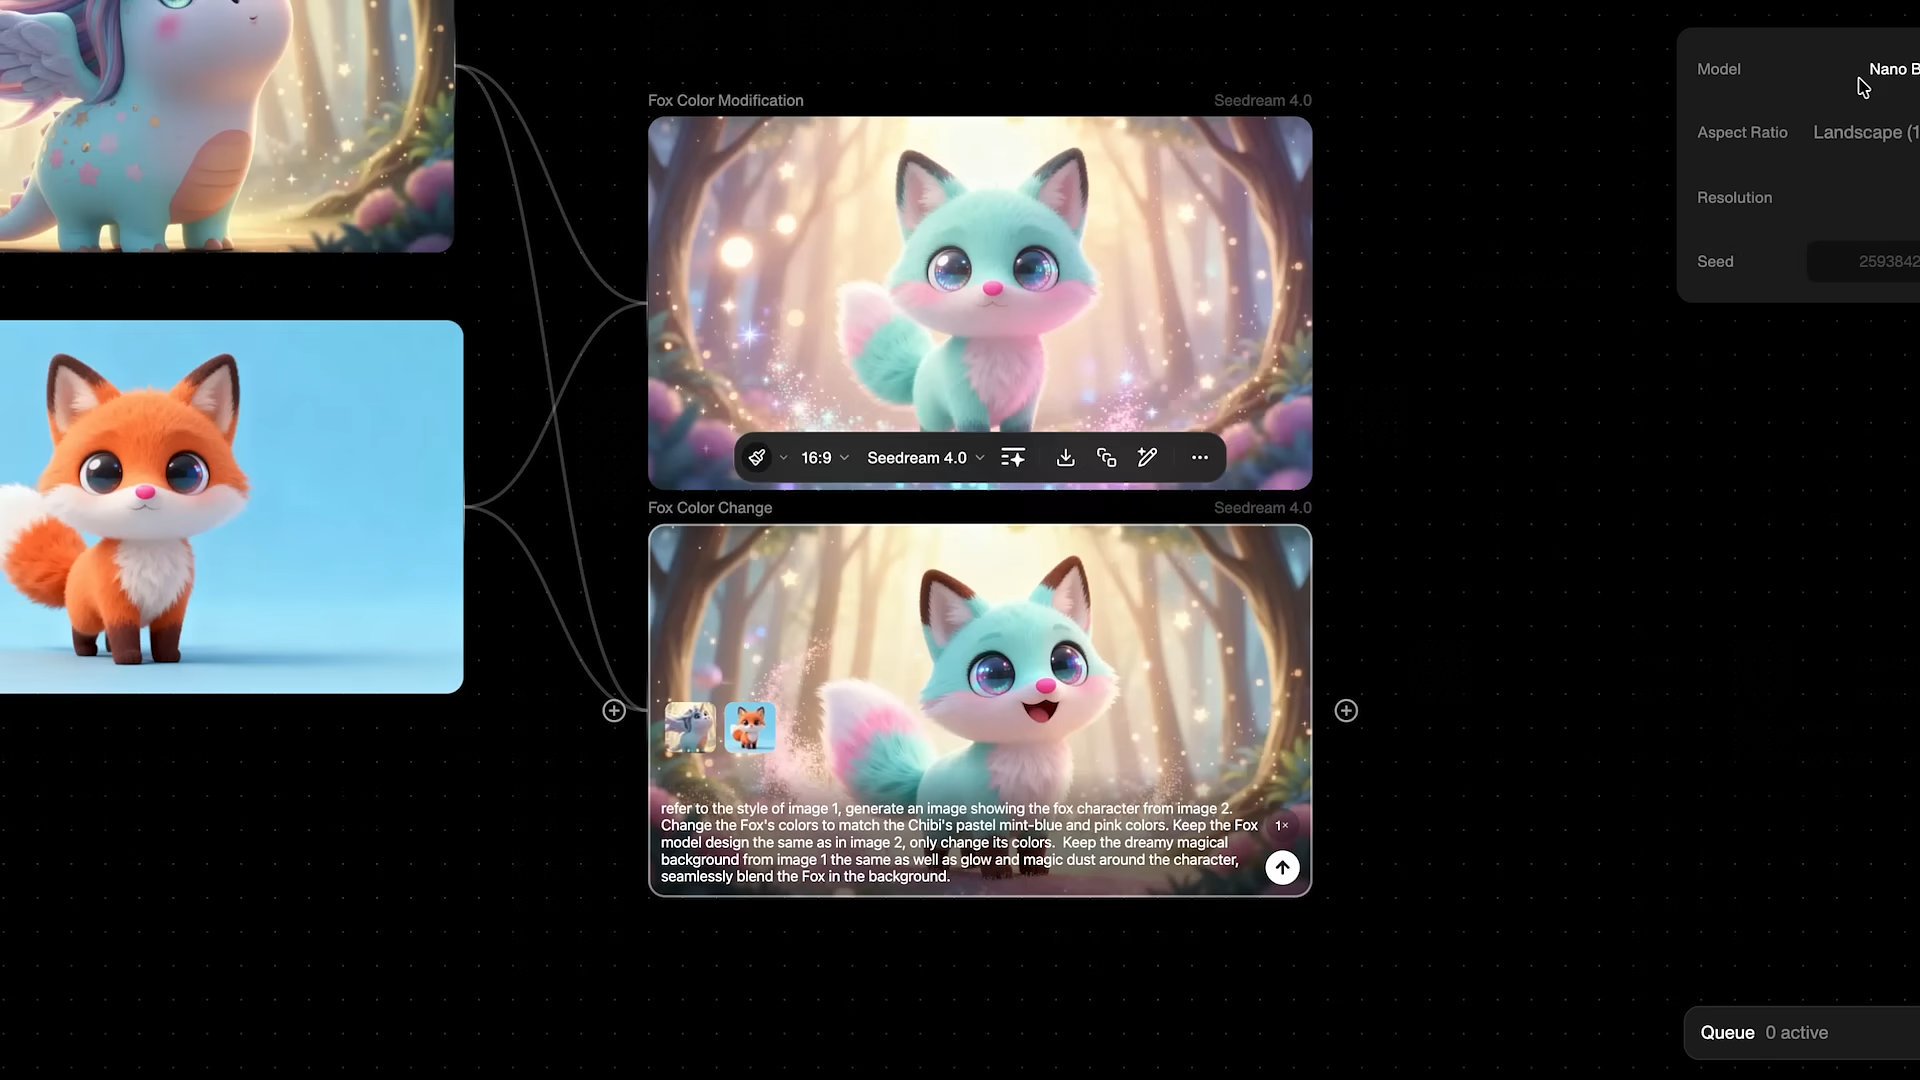 Fox Color Modification
Seedream 4.0
16:9
Seedream 4.0
Fox Color Change
Seedream 4.0
refer to the style of image 1, generate an image showing the fox character from image 2.
Change the Fox's colors to match the Chibi's pastel mint-blue and pink colors. Keep the Fox
model design the same as in image 2, only change its colors.  Keep the dreamy magical
background from image 1 the same as well as glow and magic dust around the character,
seamlessly blend the Fox in the background.
1×
Model
Nano B
Aspect Ratio
Landscape (1
Resolution
Seed
2593842
Queue 0 active